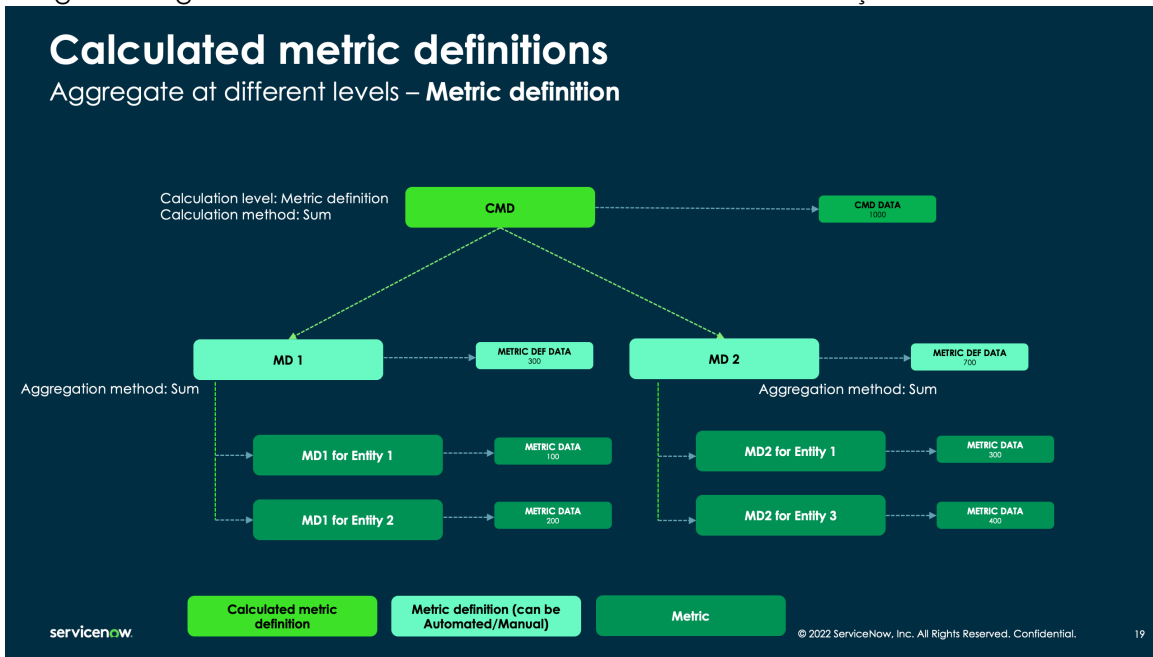 Calculated metric definitions
Aggregate at different levels – Metric definition
Calculation level: Metric definition
Calculation method: Sum
CMD
CMD DATA
1000
MD 1
METRIC DEF DATA
300
MD 2
METRIC DEF DATA
700
Aggregation method: Sum
Aggregation method: Sum
MD1 for Entity 1
METRIC DATA
100
MD2 for Entity 1
METRIC DATA
300
MD1 for Entity 2
METRIC DATA
200
MD2 for Entity 3
METRIC DATA
400
Calculated metric
definition
Metric definition (can be
Automated/Manual)
Metric
servicenow.
© 2022 ServiceNow, Inc. All Rights Reserved. Confidential.
19